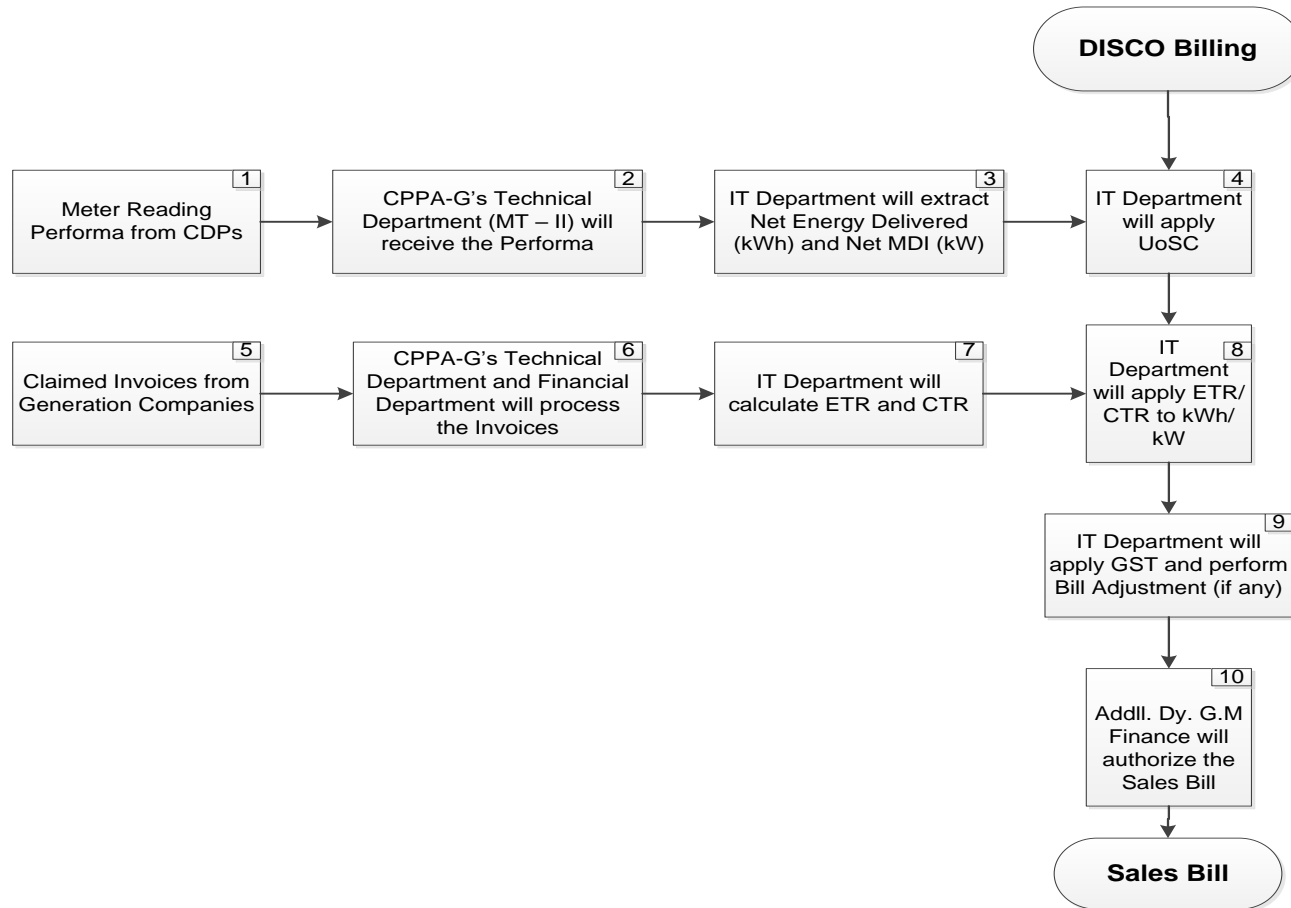 DISCO Billing
1
Meter Reading
Performa from CDPs
2
CPPA-G's Technical
Department (MT – II) will
receive the Performa
3
IT Department will extract
Net Energy Delivered
(kWh) and Net MDI (kW)
4
IT Department
will apply
UoSC
5
Claimed Invoices from
Generation Companies
6
CPPA-G's Technical
Department and Financial
Department will process
the Invoices
7
IT Department will
calculate ETR and CTR
8
IT
Department
will apply ETR/
CTR to kWh/
kW
9
IT Department will
apply GST and perform
Bill Adjustment (if any)
10
Addll. Dy. G.M
Finance will
authorize the
Sales Bill
Sales Bill